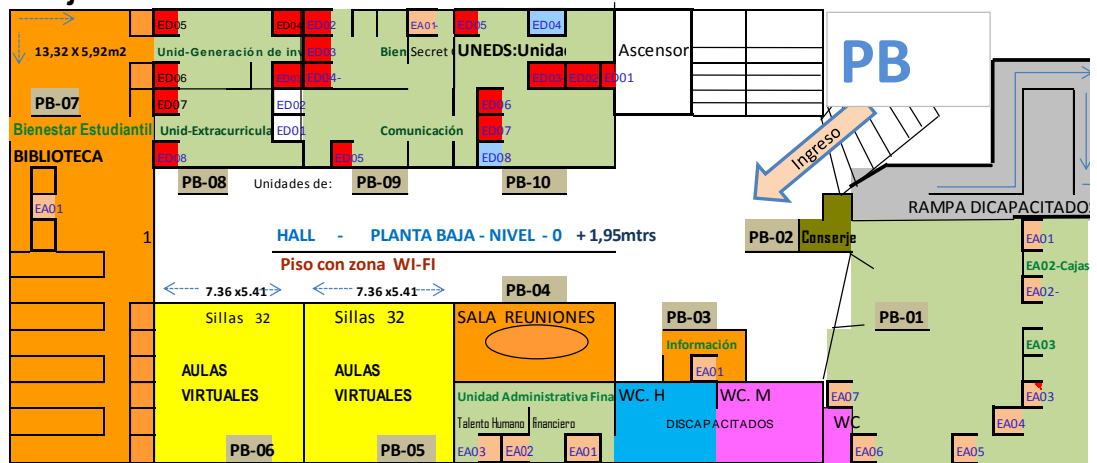 ED05
ED04
ED02
EA01-
ED05
ED04
13,32 X 5,92m2
Unid-Generación de inv
ED03
Bien
Secret
UNEDS:Unida
Ascensor
PB
ED06
ED04-
ED03
ED02
ED01
PB-07
ED07
ED02
ED06
Bienestar Estudiantil
Unid-Extracurricula
ED01
Comunicación
ED07
Ingreso
BIBLIOTECA
ED08
ED05
ED08
PB-08
Unidades de:
PB-09
PB-10
EA01
RAMPA DICAPACITADOS
1
HALL - PLANTA BAJA - NIVEL - 0 + 1,95mtrs
PB-02
Conserje
EA01
Piso con zona WI-FI
EA02-Cajas
7.36 x5.41
7.36 x5.41
PB-04
EA02-
Sillas 32
Sillas 32
SALA REUNIONES
PB-03
PB-01
Información
EA03
AULAS
VIRTUALES
AULAS
VIRTUALES
EA01
Unidad Administrativa Fina
WC. H
WC. M
EA07
EA03
Talento Humano
financiero
DISCAPACITADOS
WC
EA04
PB-06
PB-05
EA03
EA02
EA01
EA06
EA05